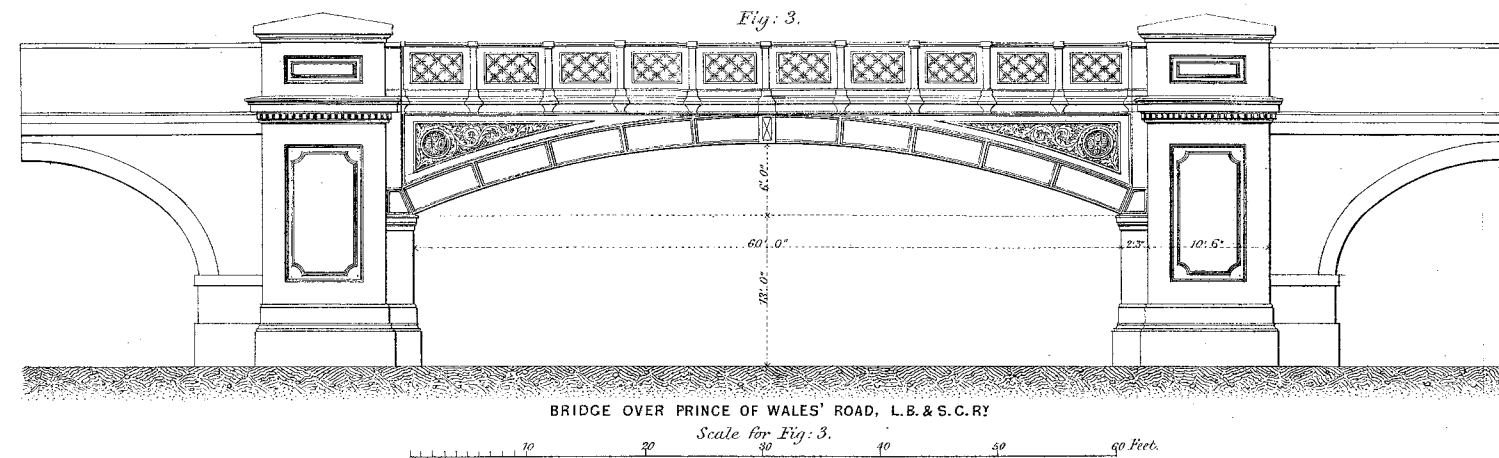 Fig: 3.
6'. 0"
60'. 0"
2'.3"
10'. 6"
13'. 0"
BRIDGE OVER PRINCE OF WALES' ROAD, L.B. & S.C. RY
Scale for Fig: 3.
10 20 30 40 50 60 Feet.